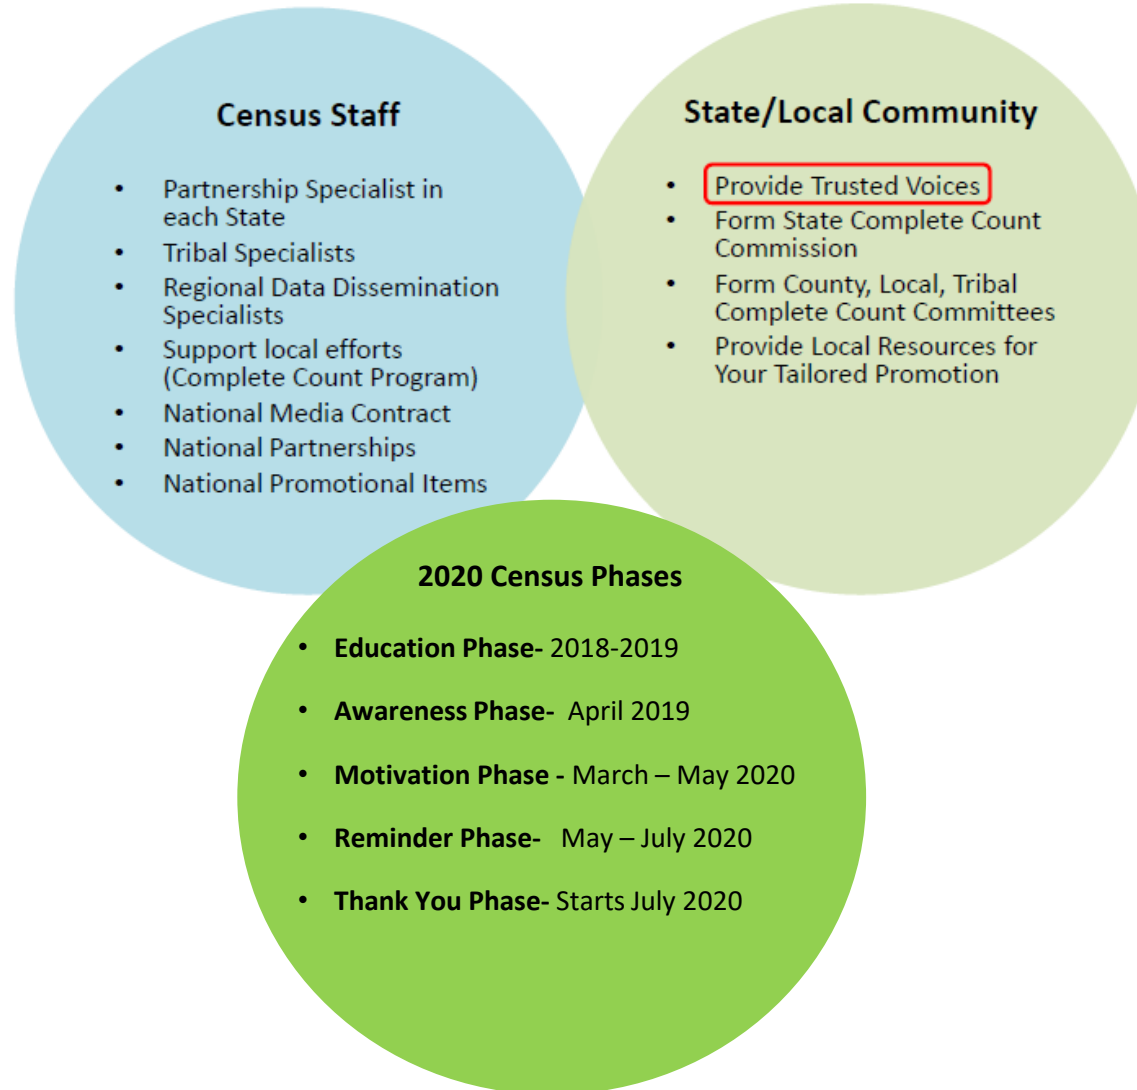 Census Staff
• Partnership Specialist in
each State
• Tribal Specialists
• Regional Data Dissemination
Specialists
• Support local efforts
(Complete Count Program)
• National Media Contract
• National Partnerships
• National Promotional Items
State/Local Community
• Provide Trusted Voices
• Form State Complete Count
Commission
• Form County, Local, Tribal
Complete Count Committees
• Provide Local Resources for
Your Tailored Promotion
2020 Census Phases
• Education Phase- 2018-2019
• Awareness Phase- April 2019
• Motivation Phase - March – May 2020
• Reminder Phase- May – July 2020
• Thank You Phase- Starts July 2020